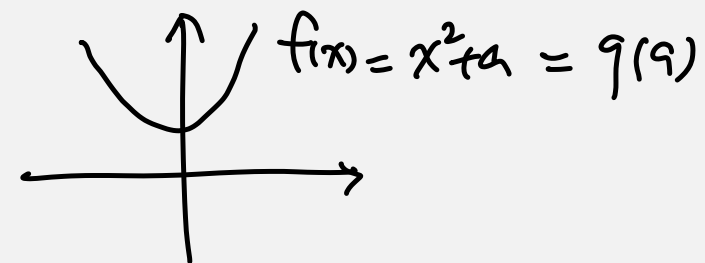 f(x) = x²+a = g(a)